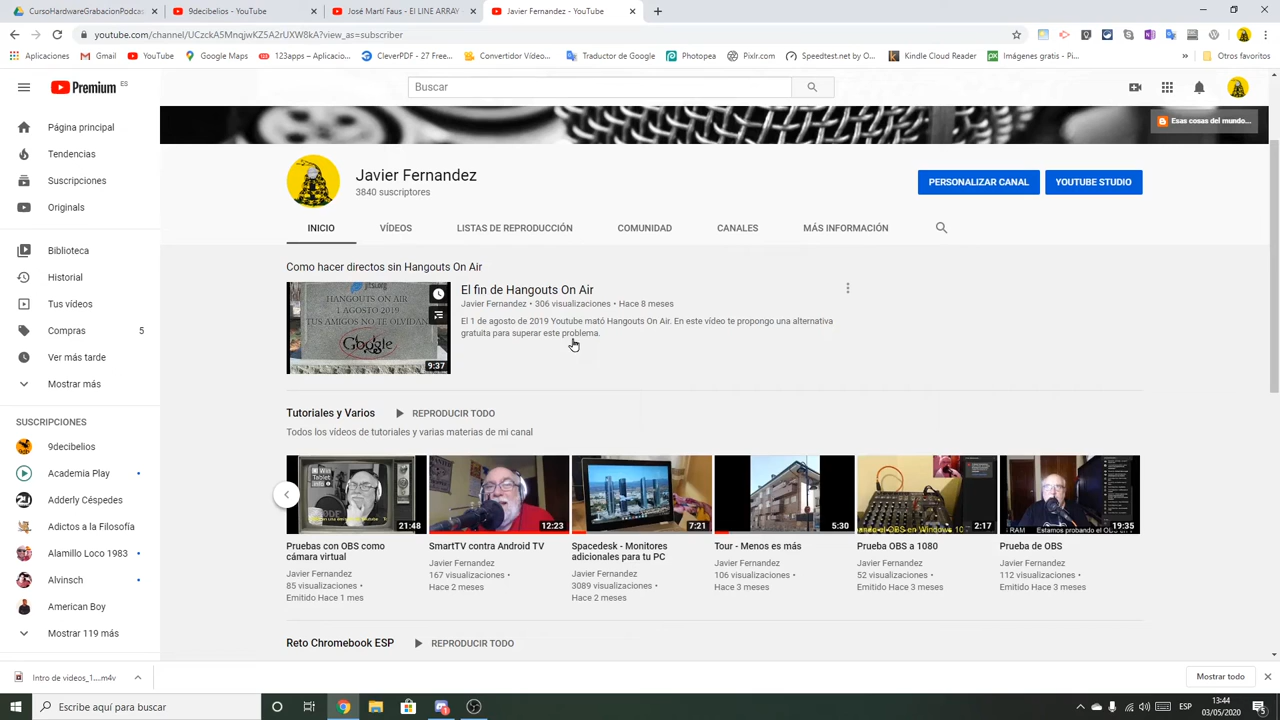 CursoHardwareGrabacionPodcas
9decibelios - YouTube
José Martí FAQS - El LINE ARRAY
Javier Fernandez - YouTube
youtube.com/channel/UCzckA5MnqjwKZ5A2rUXW8kA?view_as=subscriber
Aplicaciones
Gmail
YouTube
Google Maps
123apps – Aplicacio...
CleverPDF - 27 Free...
Convertidor Vídeo...
Traductor de Google
Photopea
Pixlr.com
Speedtest.net by O...
Kindle Cloud Reader
Imágenes gratis - Pi...
»
Otros favoritos
Premium ES
Buscar
Página principal
Tendencias
Suscripciones
Originals
Biblioteca
Historial
Tus vídeos
Compras 5
Ver más tarde
Mostrar más
SUSCRIPCIONES
9decibelios
Academia Play
Adderly Céspedes
Adictos a la Filosofía
Alamillo Loco 1983
Alvinsch
American Boy
Mostrar 119 más
Esas cosas del mundo...
Javier Fernandez
3840 suscriptores
PERSONALIZAR CANAL
YOUTUBE STUDIO
INICIO
VÍDEOS
LISTAS DE REPRODUCCIÓN
COMUNIDAD
CANALES
MÁS INFORMACIÓN
Como hacer directos sin Hangouts On Air
HANGOUTS ON AIR
1 AGOSTO 2019
TUS AMIGOS NO TE OLVIDAN
Google
9:37
El fin de Hangouts On Air
Javier Fernandez • 306 visualizaciones • Hace 8 meses
El 1 de agosto de 2019 Youtube mató Hangouts On Air. En este vídeo te propongo una alternativa
gratuita para superar este problema.
Tutoriales y Varios
REPRODUCIR TODO
Todos los vídeos de tutoriales y varias materias de mi canal
21:48
12:23
7:21
5:30
2:17
RAM
Estamos probando el
19:35
Pruebas con OBS como
cámara virtual
Javier Fernandez
85 visualizaciones •
Emitido Hace 1 mes
SmartTV contra Android TV
Javier Fernandez
167 visualizaciones •
Hace 2 meses
Spacedesk - Monitores
adicionales para tu PC
Javier Fernandez
3089 visualizaciones •
Hace 2 meses
Tour - Menos es más
Javier Fernandez
106 visualizaciones •
Hace 3 meses
Prueba OBS a 1080
Javier Fernandez
52 visualizaciones •
Emitido Hace 3 meses
Prueba de OBS
Javier Fernandez
112 visualizaciones •
Emitido Hace 3 meses
Reto Chromebook ESP
REPRODUCIR TODO
Intro de videos_1....m4v
Mostrar todo
Escribe aquí para buscar
ESP
13:44
03/05/2020